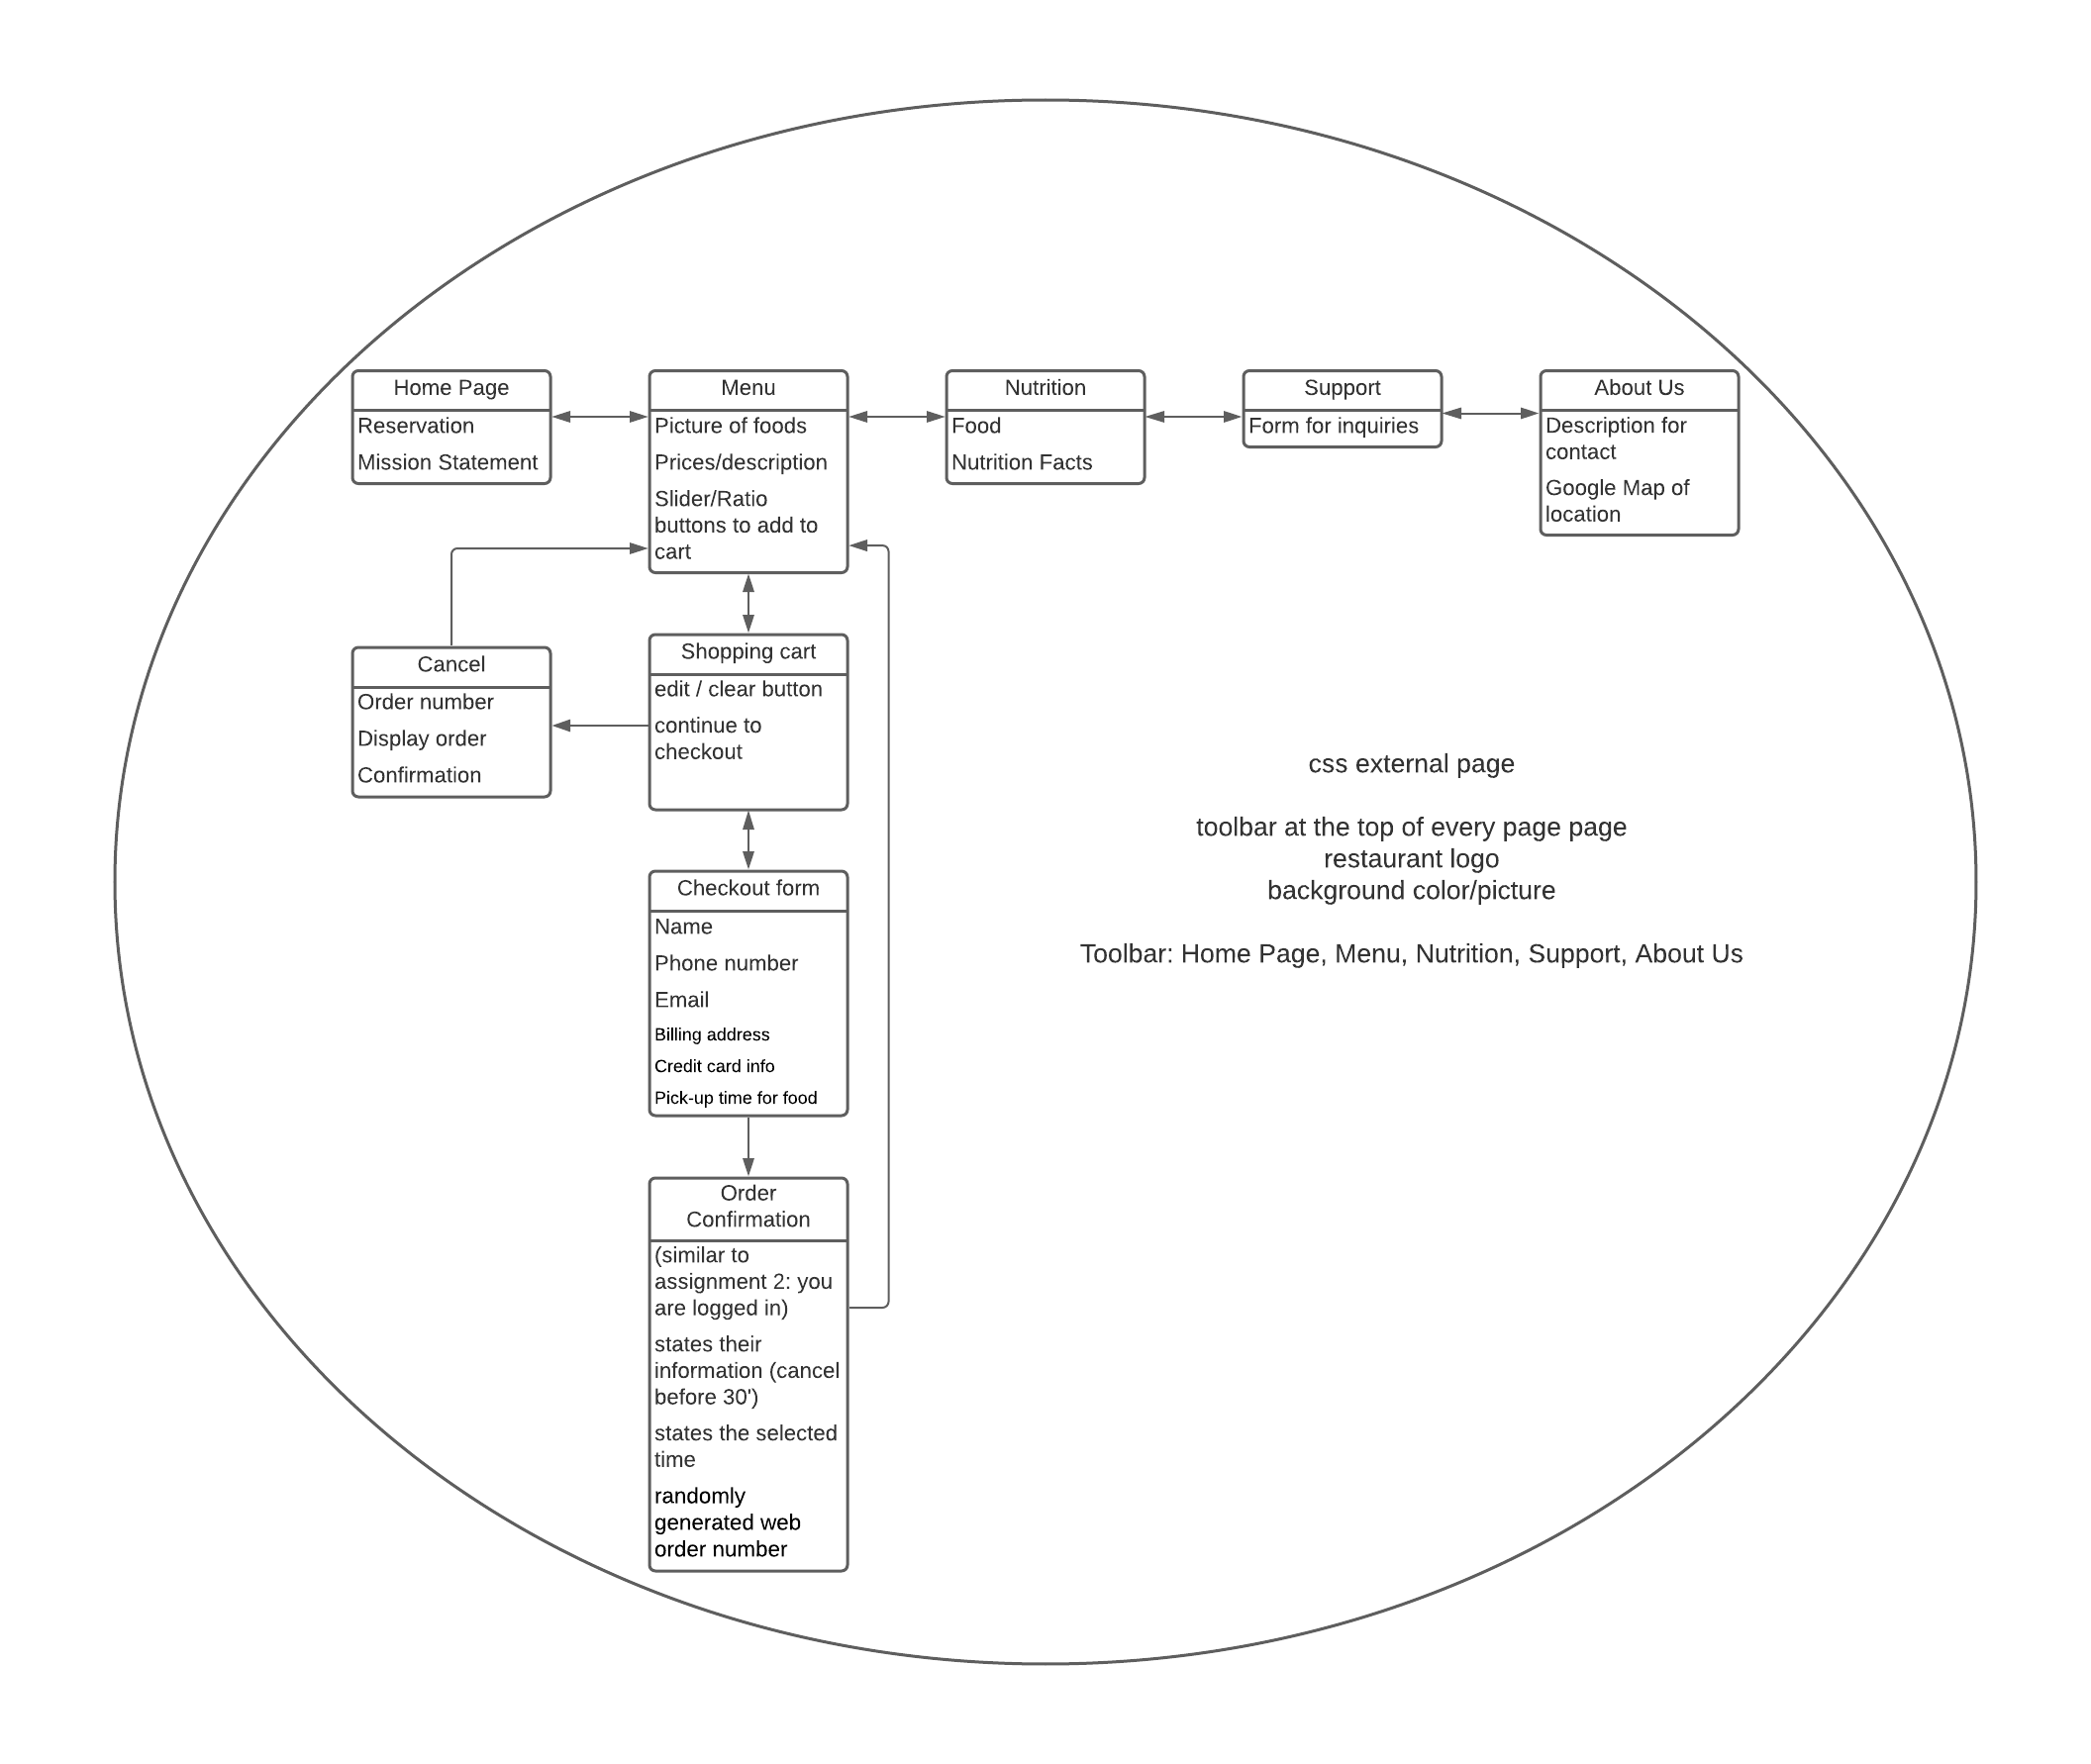 Home Page
Reservation
Mission Statement
Menu
Picture of foods
Prices/description
Slider/Ratio
buttons to add to
cart
Nutrition
Food
Nutrition Facts
Support
Form for inquiries
About Us
Description for
contact
Google Map of
location
Cancel
Order number
Display order
Confirmation
Shopping cart
edit / clear button
continue to
checkout
Checkout form
Name
Phone number
Email
Billing address
Credit card info
Pick-up time for food
Order
Confirmation
(similar to
assignment 2: you
are logged in)
states their
information (cancel
before 30')
states the selected
time
randomly
generated web
order number
css external page
toolbar at the top of every page page
restaurant logo
background color/picture
Toolbar: Home Page, Menu, Nutrition, Support, About Us